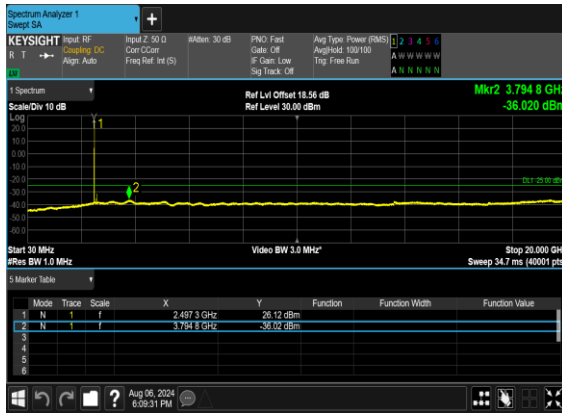 Spectrum Analyzer 1
Swept SA
+
KEYSIGHT Input: RF Input Z: 50 Ω #Atten: 30 dB PNO: Fast Avg Type: Power (RMS) 1 2 3 4 5 6
R T Coupling: DC Corr CCorr Gate: Off Avg|Hold: 100/100 A W W W W W
Align: Auto Freq Ref: Int (S) IF Gain: Low Trig: Free Run
Sig Track: Off A N N N N N
1 Spectrum Ref Lvl Offset 18.56 dB Mkr2 3.794 8 GHz
Scale/Div 10 dB Ref Level 30.00 dBm -36.020 dBm
Log
20.0
10.0
0.00
-10.0
-20.0
-30.0
-40.0
-50.0
-60.0
1
2
DL1 -25.00 dBm
Start 30 MHz Video BW 3.0 MHz* Stop 20.000 GHz
#Res BW 1.0 MHz Sweep 34.7 ms (40001 pts)
5 Marker Table
Mode Trace Scale X Y Function Function Width Function Value
1 N 1 f 2.497 3 GHz 26.12 dBm
2 N 1 f 3.794 8 GHz -36.02 dBm
3
4
5
6
? Aug 06, 2024
6:09:31 PM